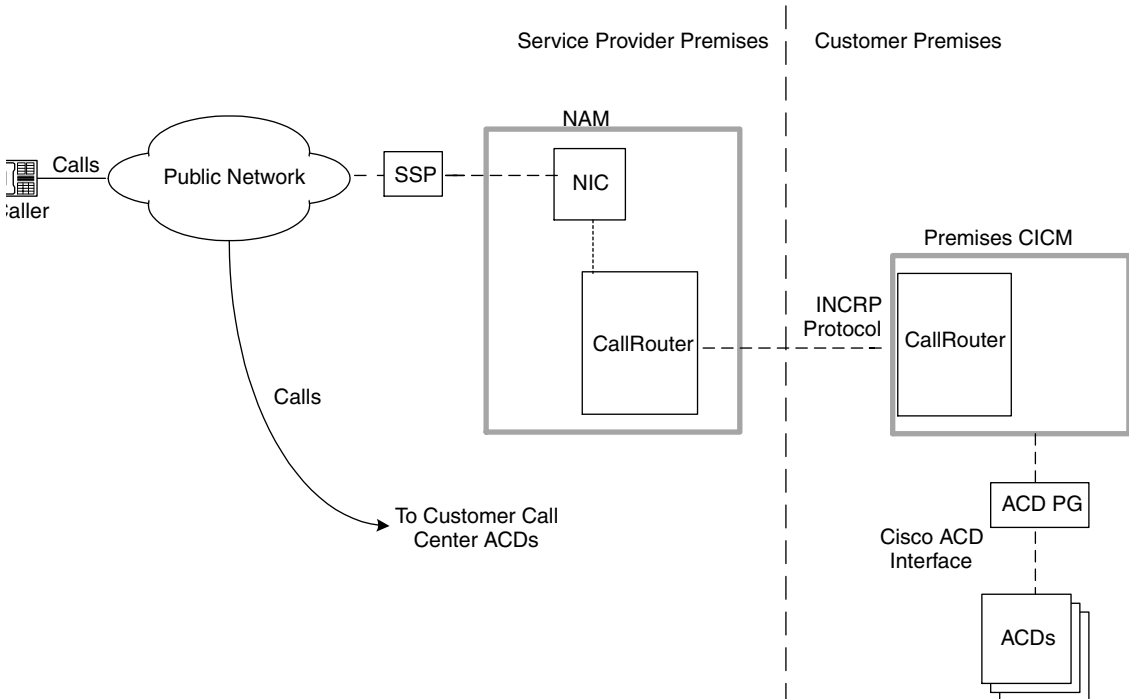 Service Provider Premises
Customer Premises
NAM
Calls
Public Network
SSP
NIC
Premises CICM
INCRP
Protocol
CallRouter
CallRouter
Calls
To Customer Call
Center ACDs
ACD PG
Cisco ACD
Interface
ACDs